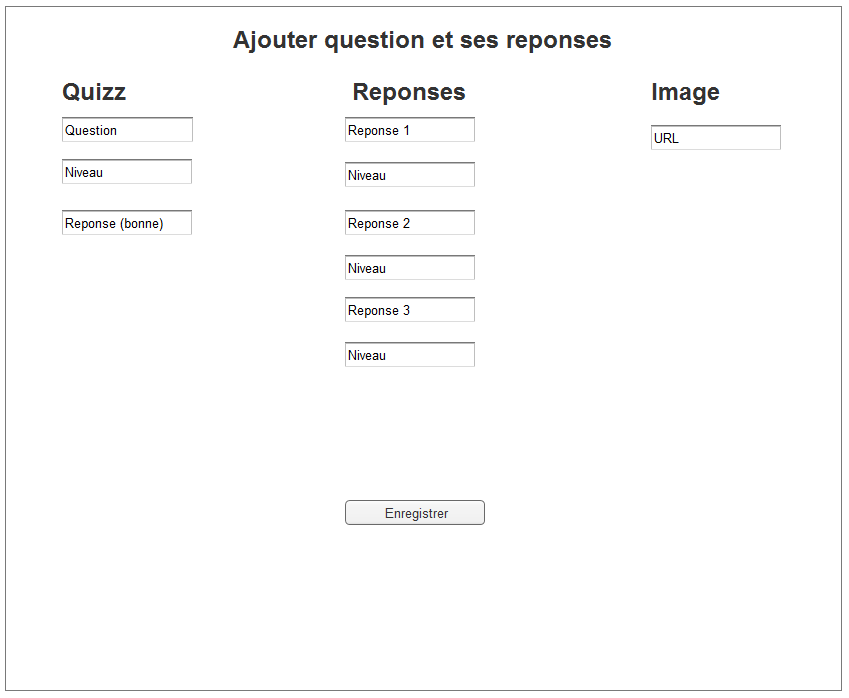 Ajouter question et ses reponses
Quizz
Question
Niveau
Reponse (bonne)
Reponses
Reponse 1
Niveau
Reponse 2
Niveau
Reponse 3
Niveau
Enregistrer
Image
URL